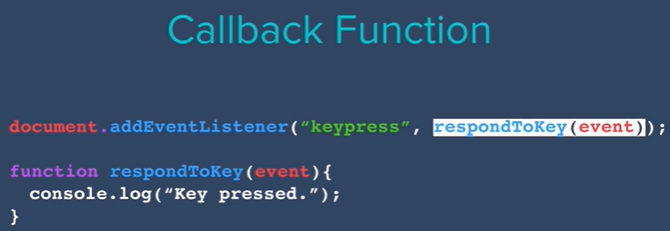 Callback Function
document.addEventListener(“keypress”, respondToKey(event));
function respondToKey(event){
  console.log(“Key pressed.”);
}